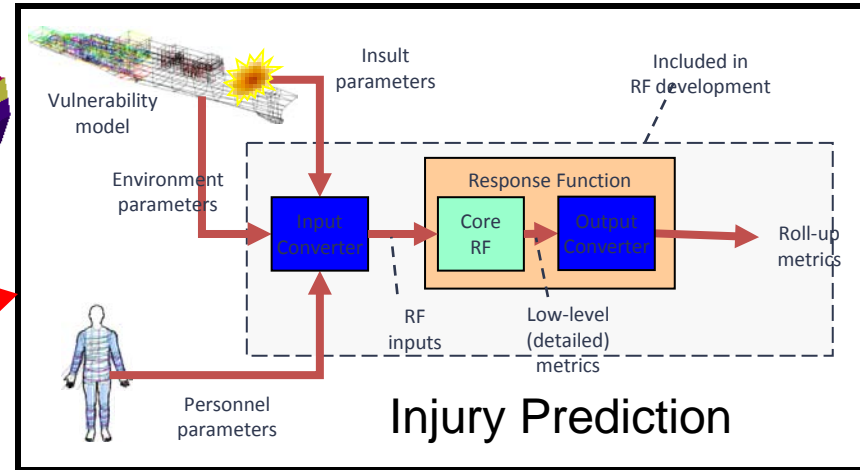 Insult
parameters
Included in
RF development
Vulnerability
model
Environment
parameters
Response Function
Input
Converter
Core
RF
Output
Converter
Roll-up
metrics
RF
inputs
Low-level
(detailed)
metrics
Personnel
parameters
Injury Prediction